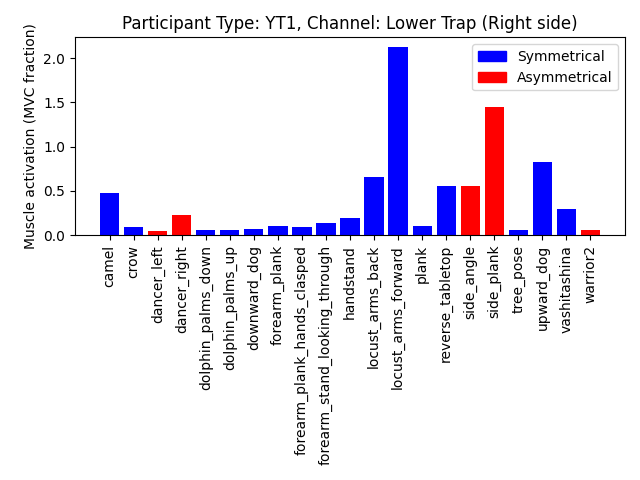 Participant Type: YT1, Channel: Lower Trap (Right side)
Muscle activation (MVC fraction)
2.0
1.5
1.0
0.5
0.0
Symmetrical
Asymmetrical
camel
crow
dancer_left
dancer_right
dolphin_palms_down
dolphin_palms_up
downward_dog
forearm_plank
forearm_plank_hands_clasped
forearm_stand_looking_through
handstand
locust_arms_back
locust_arms_forward
plank
reverse_tabletop
side_angle
side_plank
tree_pose
upward_dog
vashitashina
warrior2